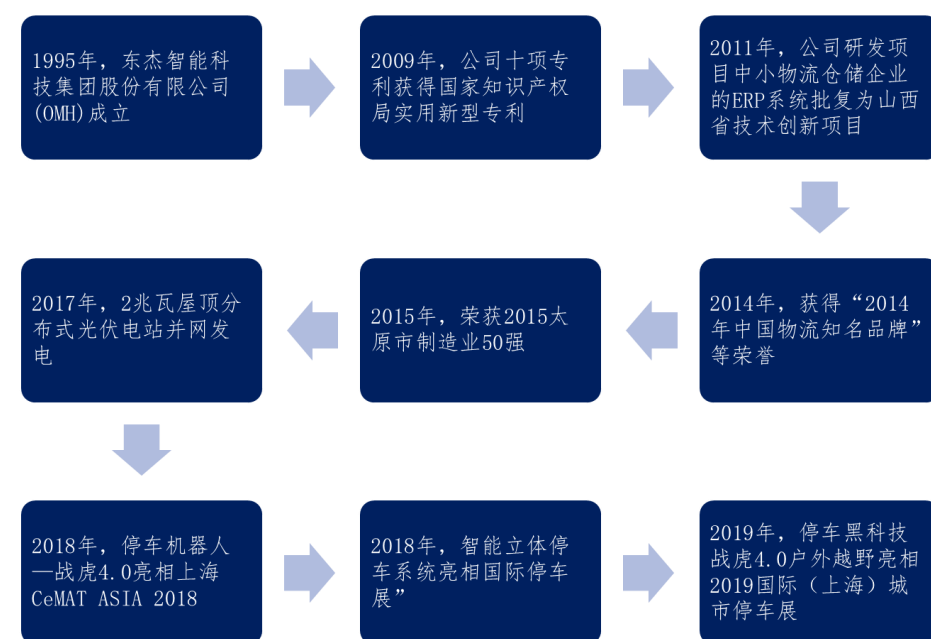 1995年，东杰智能科
技集团股份有限公司
(OMH)成立
2009年，公司十项专
利获得国家知识产权
局实用新型专利
2011年，公司研发项
目中小物流仓储企业
的ERP系统批复为山西
省技术创新项目
2014年，获得“2014
年中国物流知名品牌”
等荣誉
2015年，荣获2015太
原市制造业50强
2017年，2兆瓦屋顶分
布式光伏电站并网发
电
2018年，停车机器人
—战虎4.0亮相上海
CeMAT ASIA 2018
2018年，智能立体停
车系统亮相国际停车
展”
2019年，停车黑科技
战虎4.0户外越野亮相
2019国际（上海）城
市停车展